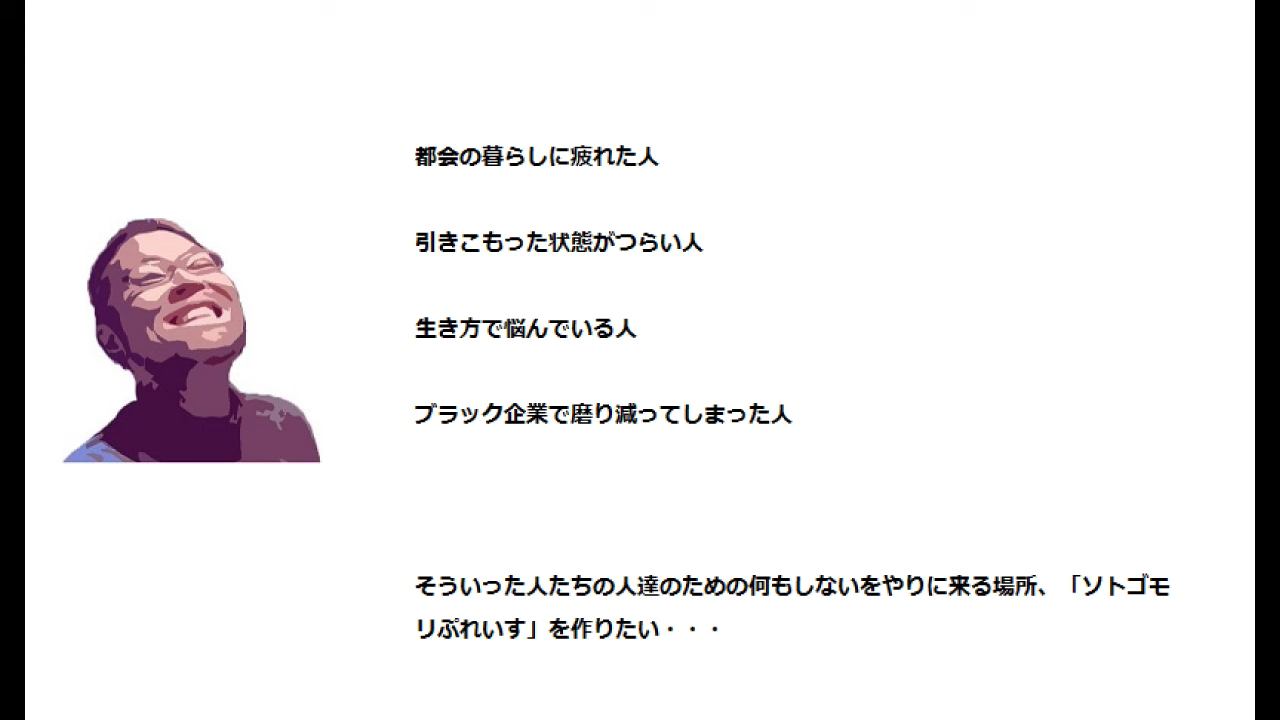 都会の暮らしに疲れた人
引きこもった状態がつらい人
生き方で悩んでいる人
ブラック企業で磨り減ってしまった人
そういった人たちの人達のための何もしないをやりに来る場所、「ソトゴモ
リぷれいす」を作りたい・・・